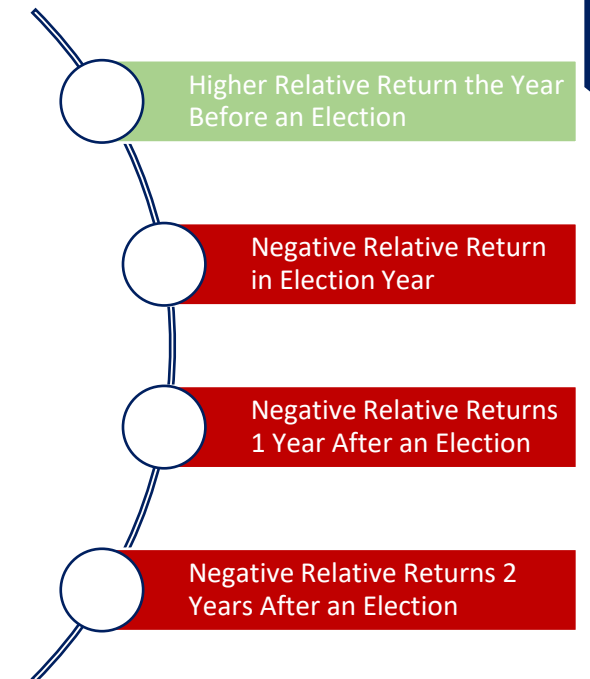 Higher Relative Return the Year
Before an Election
Negative Relative Return
in Election Year
Negative Relative Returns
1 Year After an Election
Negative Relative Returns 2
Years After an Election